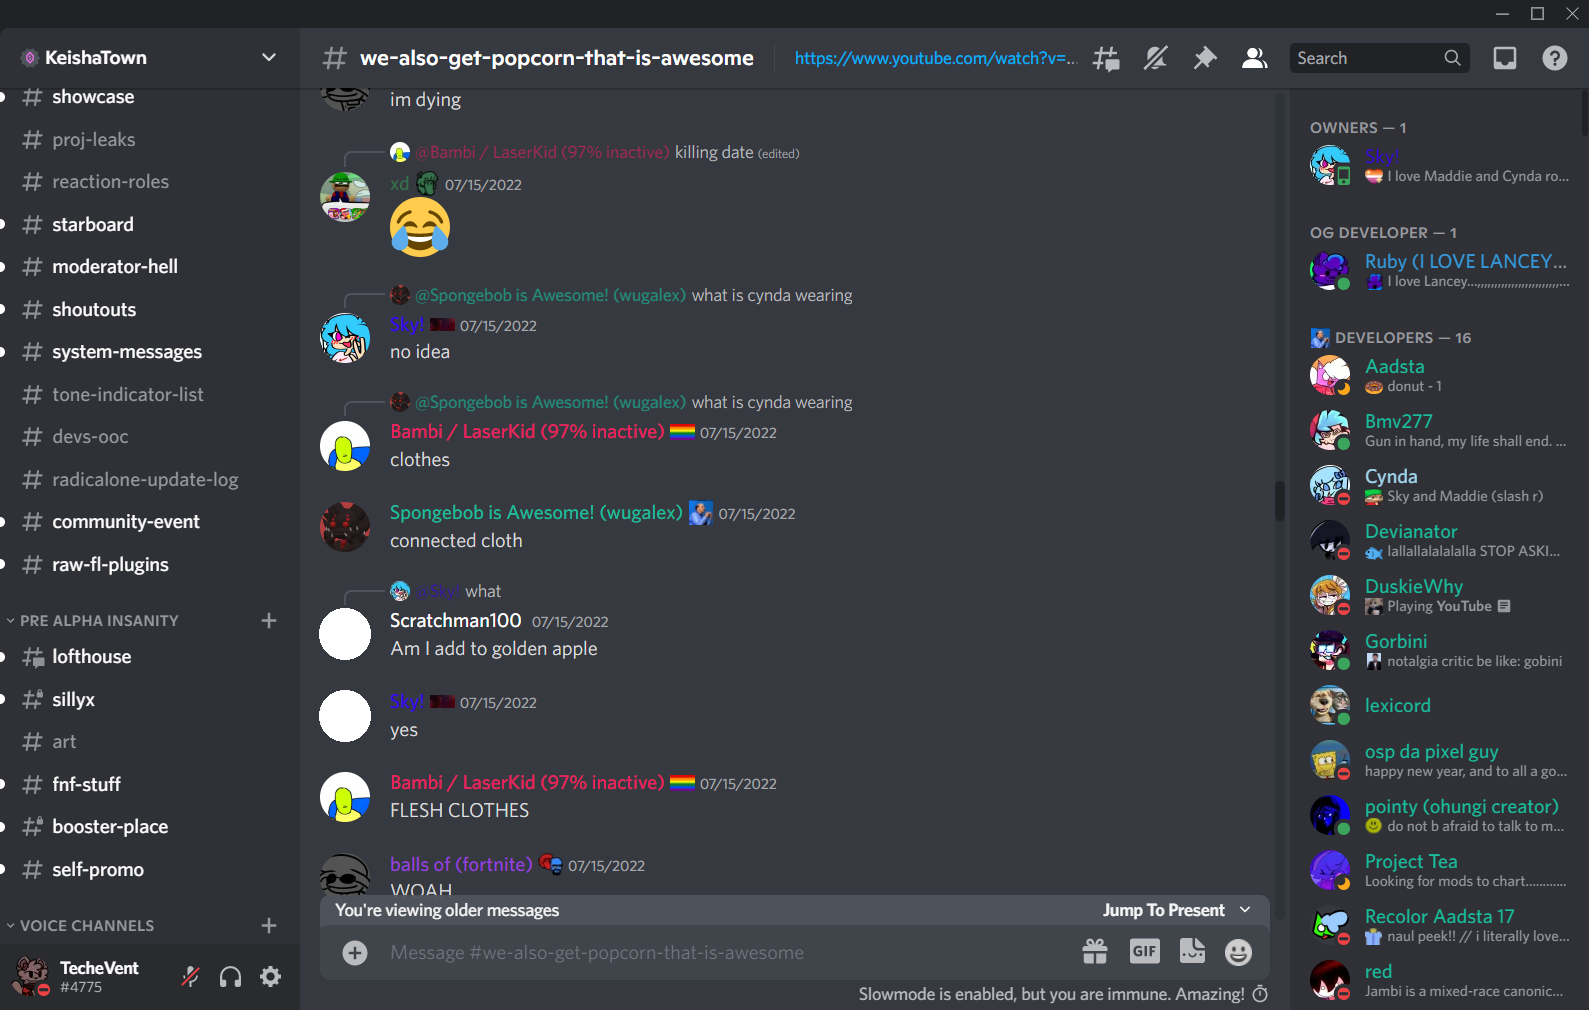 KeishaTown
showcase
proj-leaks
reaction-roles
starboard
moderator-hell
shoutouts
system-messages
tone-indicator-list
devs-ooc
radicalone-update-log
community-event
raw-fl-plugins
PRE ALPHA INSANITY
lofthouse
sillyx
art
fnf-stuff
booster-place
self-promo
VOICE CHANNELS
TecheVent
#4775
we-also-get-popcorn-that-is-awesome
https://www.youtube.com/watch?v=...
Search
im dying
@Bambi / LaserKid (97% inactive) killing date (edited)
xd 07/15/2022
@Spongebob is Awesome! (wugalex) what is cynda wearing
Sky! 07/15/2022
no idea
@Spongebob is Awesome! (wugalex) what is cynda wearing
Bambi / LaserKid (97% inactive) 07/15/2022
clothes
Spongebob is Awesome! (wugalex) 07/15/2022
connected cloth
@Sky! what
Scratchman100 07/15/2022
Am I add to golden apple
Sky! 07/15/2022
yes
Bambi / LaserKid (97% inactive) 07/15/2022
FLESH CLOTHES
balls of (fortnite) 07/15/2022
WOAH
You're viewing older messages
Jump To Present
Message #we-also-get-popcorn-that-is-awesome
GIF
Slowmode is enabled, but you are immune. Amazing!
OWNERS — 1
Sky!
I love Maddie and Cynda ro...
OG DEVELOPER — 1
Ruby (I LOVE LANCEY...
I love Lancey...,,,,,,,,,,,,,,,,,,,,,,,,...
DEVELOPERS — 16
Aadsta
donut - 1
Bmv277
Gun in hand, my life shall end. ...
Cynda
Sky and Maddie (slash r)
Devianator
lallallalalalalla STOP ASKI...
DuskieWhy
Playing YouTube
Gorbini
notalgia critic be like: gobini
lexicord
osp da pixel guy
happy new year, and to all a go...
pointy (ohungi creator)
do not b afraid to talk to m...
Project Tea
Looking for mods to chart............
Recolor Aadsta 17
naul peek!! // i literally love...
red
Jambi is a mixed-race canonic...